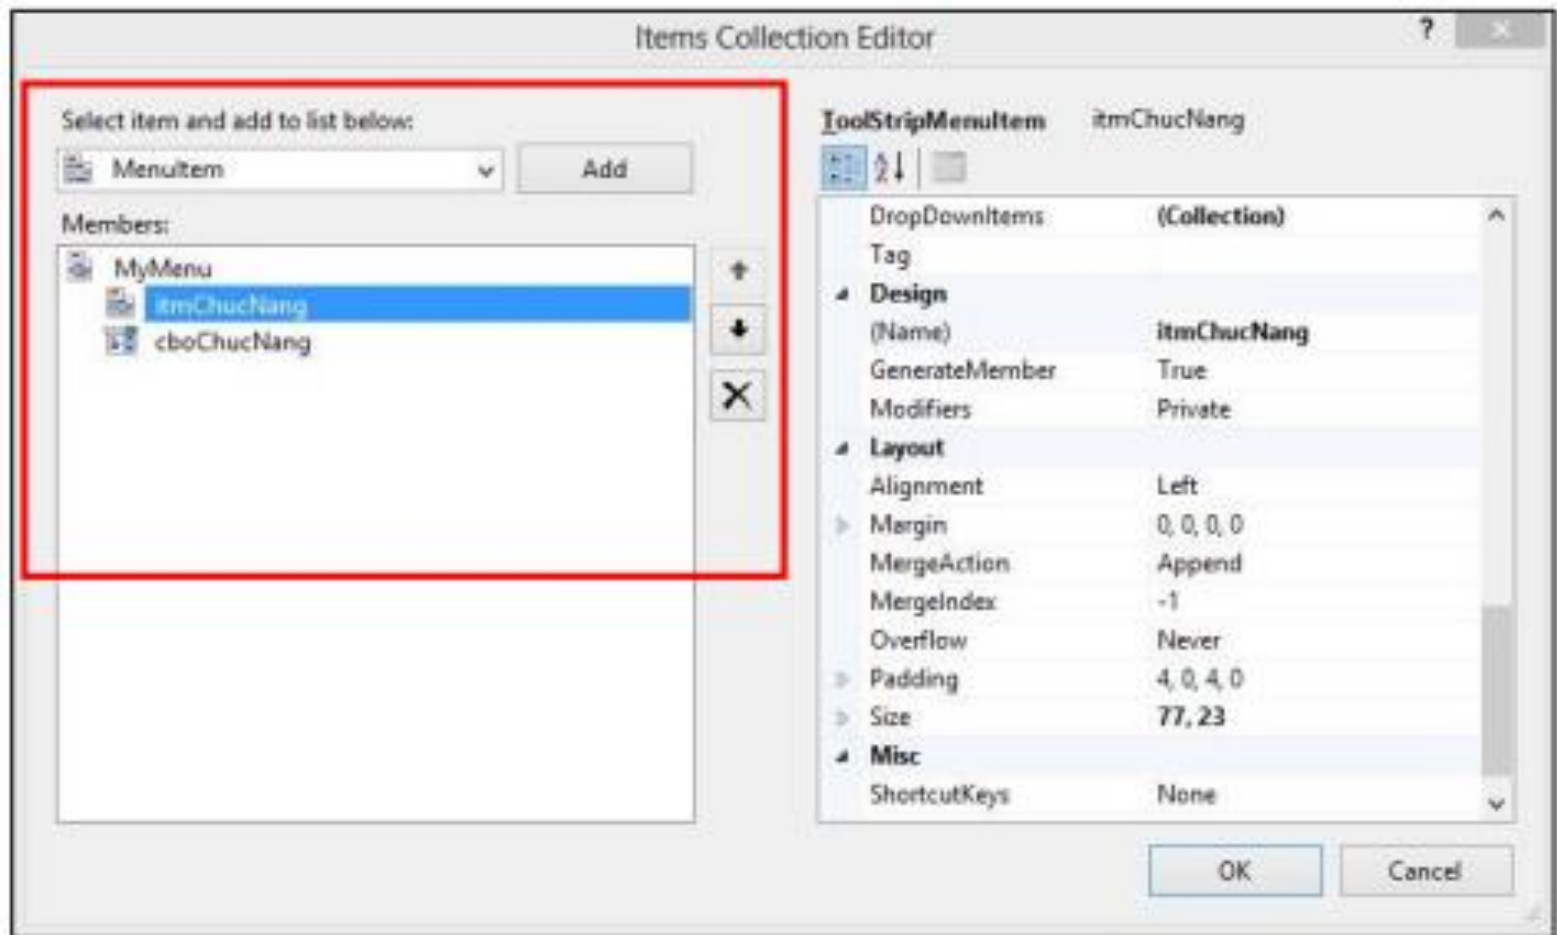 Items Collection Editor ?
Select item and add to list below:
MenuItem Add
Members:
MyMenu
itmChucNang
cboChucNang
ToolStripMenuItem itmChucNang
DropDownItems (Collection)
Tag
Design
(Name) itmChucNang
GenerateMember True
Modifiers Private
Layout
Alignment Left
Margin 0, 0, 0, 0
MergeAction Append
MergeIndex -1
Overflow Never
Padding 4, 0, 4, 0
Size 77, 23
Misc
ShortcutKeys None
OK Cancel